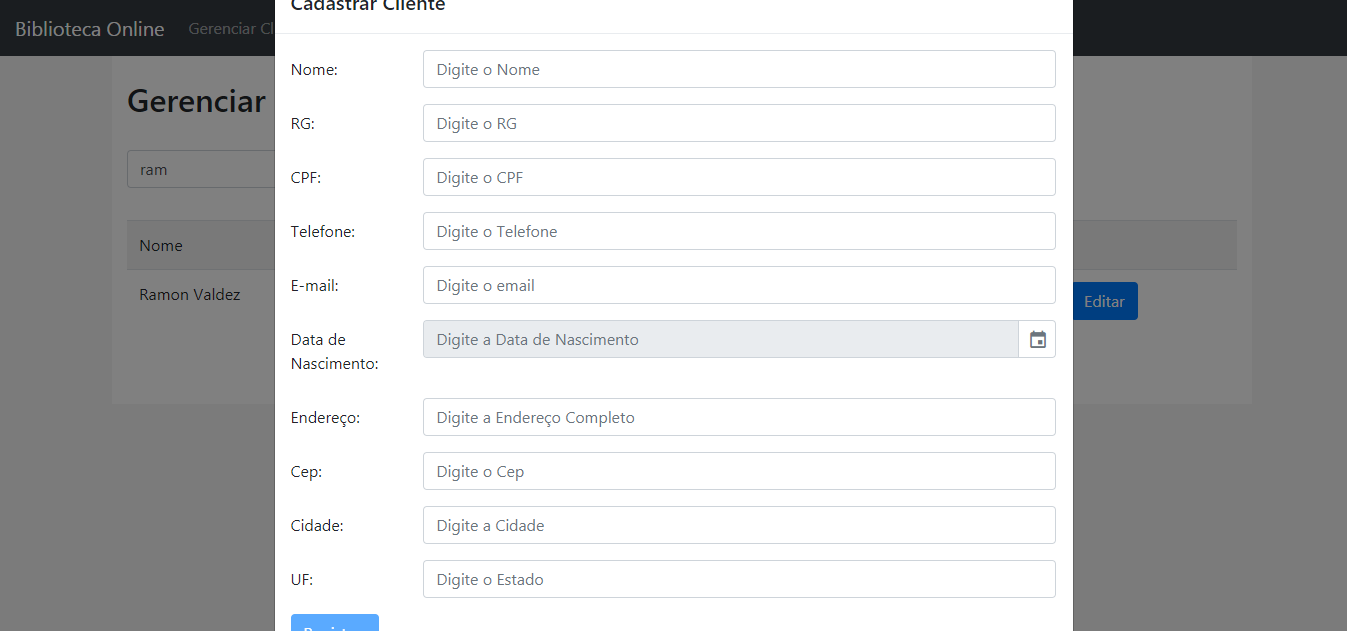 Cadastrar Cliente
Biblioteca Online Gerenciar Cl
Nome: Digite o Nome
Gerenciar
RG: Digite o RG
ram
CPF: Digite o CPF
Telefone: Digite o Telefone
Nome
E-mail: Digite o email
Ramon Valdez
Editar
Data de
Nascimento:
Digite a Data de Nascimento
Endereço: Digite a Endereço Completo
Cep: Digite o Cep
Cidade: Digite a Cidade
UF: Digite o Estado